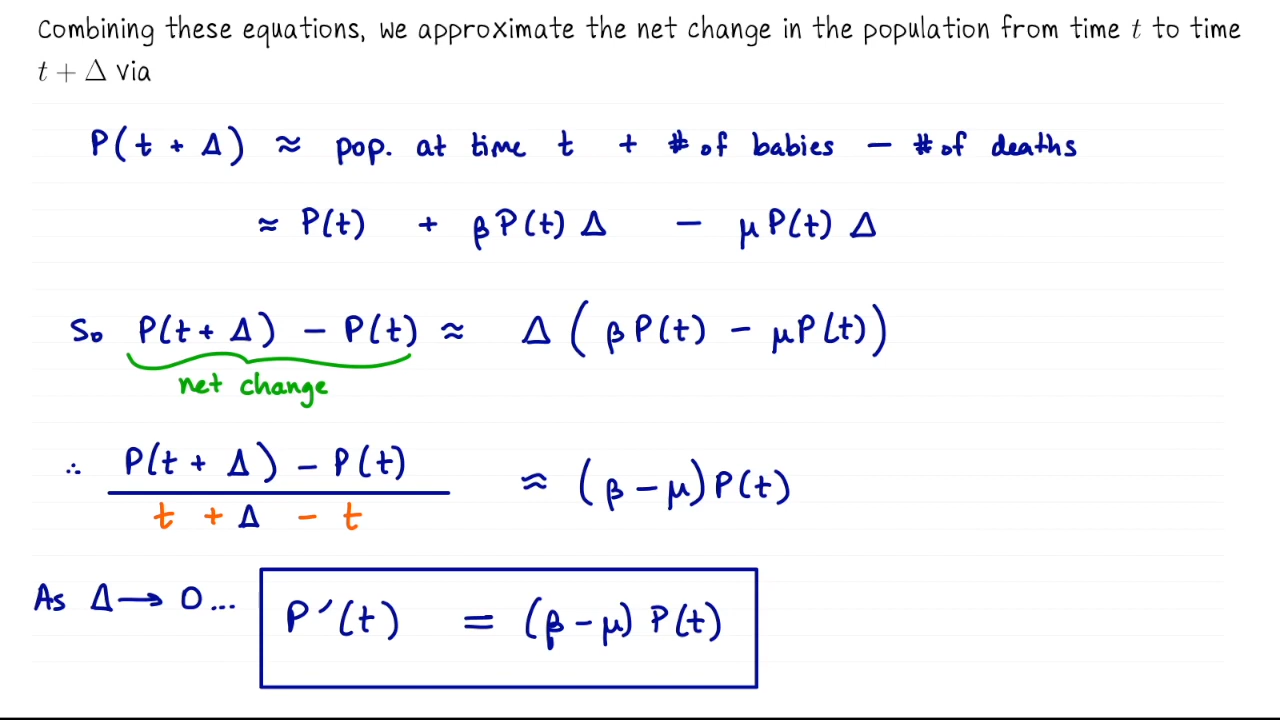 Combining these equations, we approximate the net change in the population from time t to time
t + Δ via
P(t + Δ) ≈ pop. at time t + # of babies − # of deaths
≈ P(t) + βP(t) Δ − μP(t) Δ
So P(t + Δ) − P(t) ≈ Δ ( βP(t) − μP(t) )
net change
∴ P(t + Δ) − P(t) ≈ (β − μ) P(t)
t + Δ − t
As Δ → 0 ... P′(t) = (β − μ) P(t)